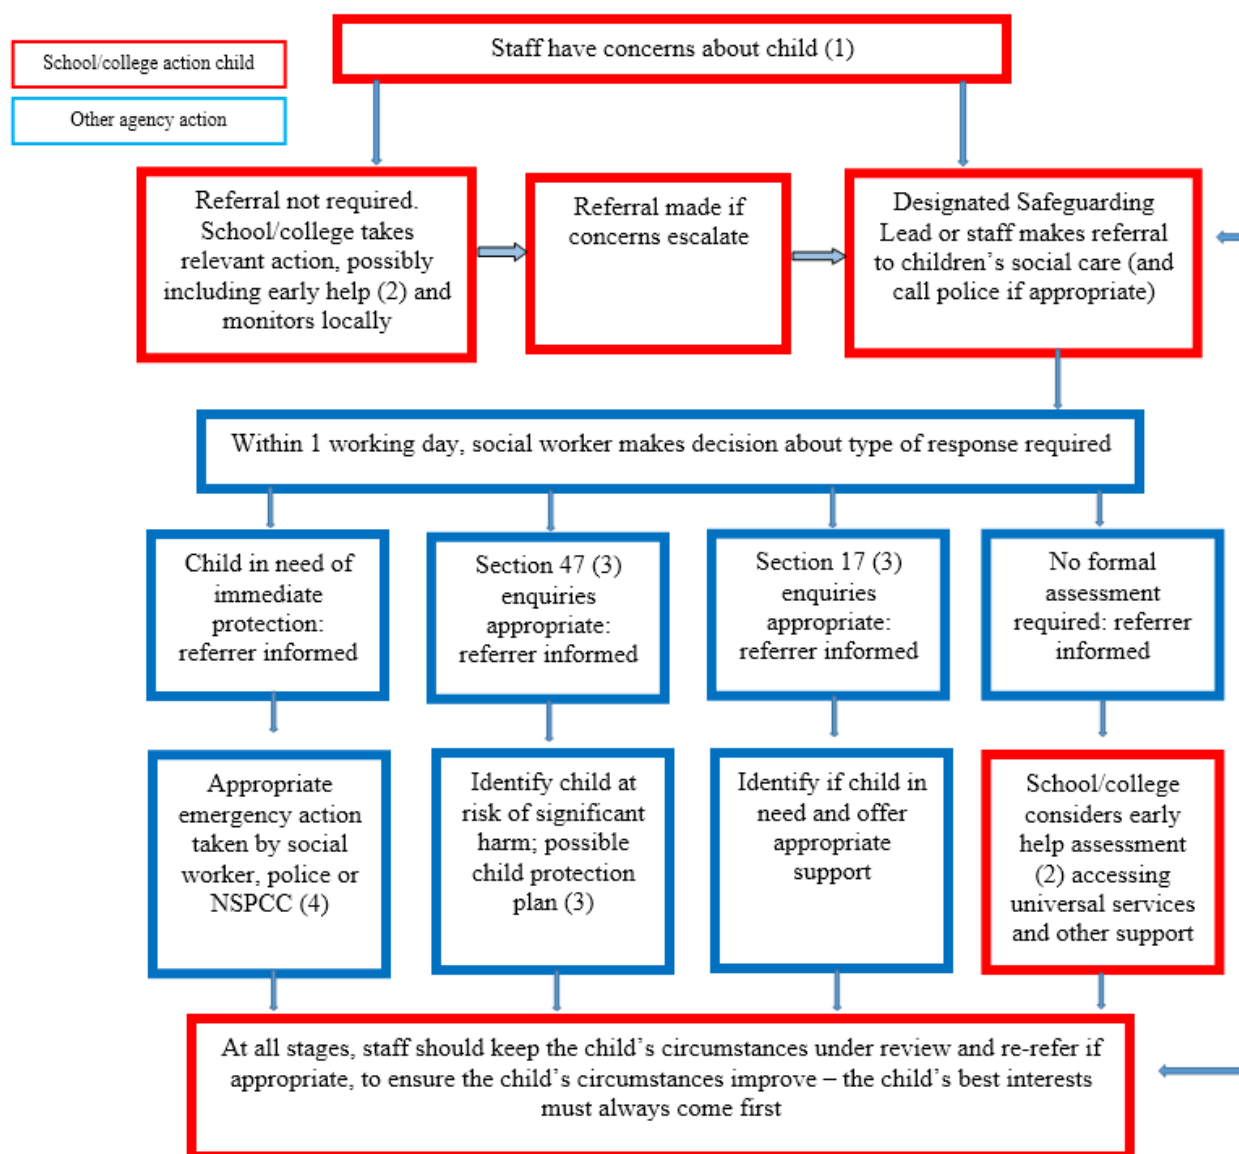 Staff have concerns about child (1)
School/college action child
Other agency action
Referral not required.
School/college takes
relevant action, possibly
including early help (2) and
monitors locally
Referral made if
concerns escalate
Designated Safeguarding
Lead or staff makes referral
to children’s social care (and
call police if appropriate)
Within 1 working day, social worker makes decision about type of response required
Child in need of
immediate
protection:
referrer informed
Section 47 (3)
enquiries
appropriate:
referrer informed
Section 17 (3)
enquiries
appropriate:
referrer informed
No formal
assessment
required: referrer
informed
Appropriate
emergency action
taken by social
worker, police or
NSPCC (4)
Identify child at
risk of significant
harm; possible
child protection
plan (3)
Identify if child in
need and offer
appropriate
support
School/college
considers early
help assessment
(2) accessing
universal services
and other support
At all stages, staff should keep the child’s circumstances under review and re-refer if
appropriate, to ensure the child’s circumstances improve – the child’s best interests
must always come first